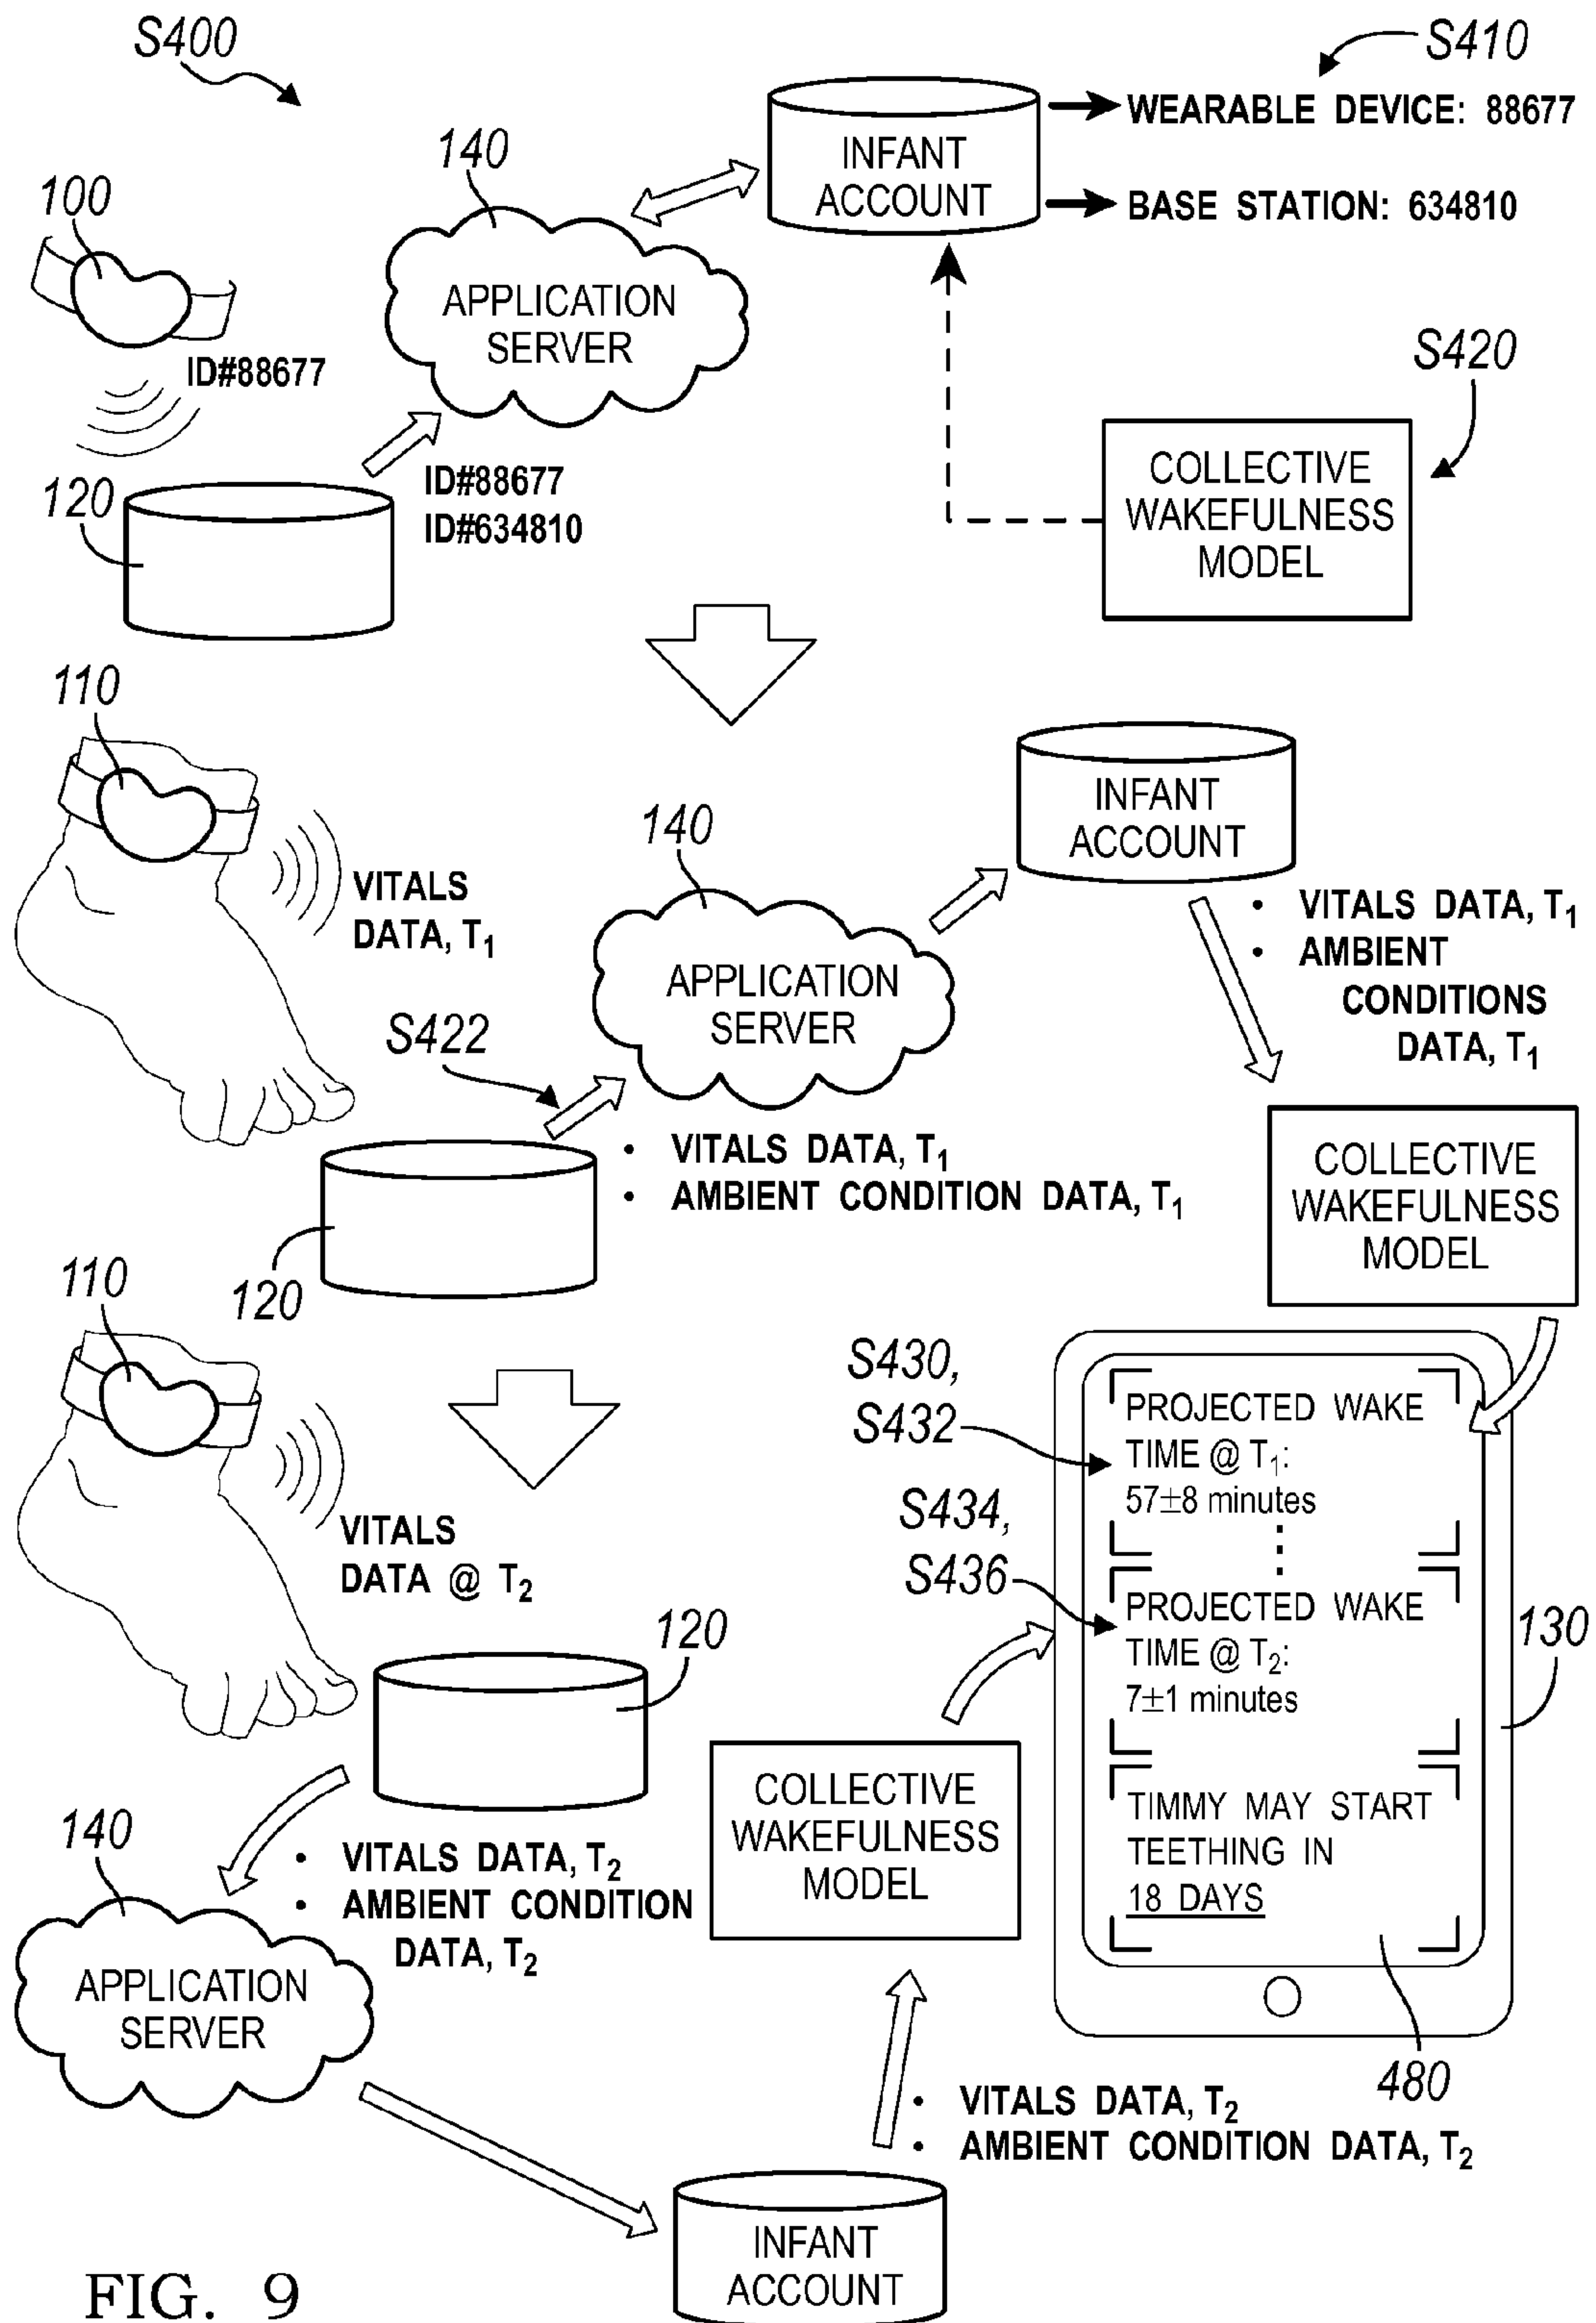 S400
S410
140
INFANT
ACCOUNT
WEARABLE DEVICE: 88677
BASE STATION: 634810
100
ID#88677
APPLICATION
SERVER
S420
120
ID#88677
ID#634810
COLLECTIVE
WAKEFULNESS
MODEL
110
VITALS
DATA, T1
140
INFANT
ACCOUNT
APPLICATION
SERVER
• VITALS DATA, T1
• AMBIENT
CONDITIONS
DATA, T1
S422
120
• VITALS DATA, T1
• AMBIENT CONDITION DATA, T1
COLLECTIVE
WAKEFULNESS
MODEL
110
VITALS
DATA @ T2
120
S430,
S432
PROJECTED WAKE
TIME @ T1:
57±8 minutes
S434,
S436
PROJECTED WAKE
TIME @ T2:
7±1 minutes
130
TIMMY MAY START
TEETHING IN
18 DAYS
480
140
• VITALS DATA, T2
• AMBIENT CONDITION
DATA, T2
APPLICATION
SERVER
COLLECTIVE
WAKEFULNESS
MODEL
• VITALS DATA, T2
• AMBIENT CONDITION DATA, T2
INFANT
ACCOUNT
FIG. 9